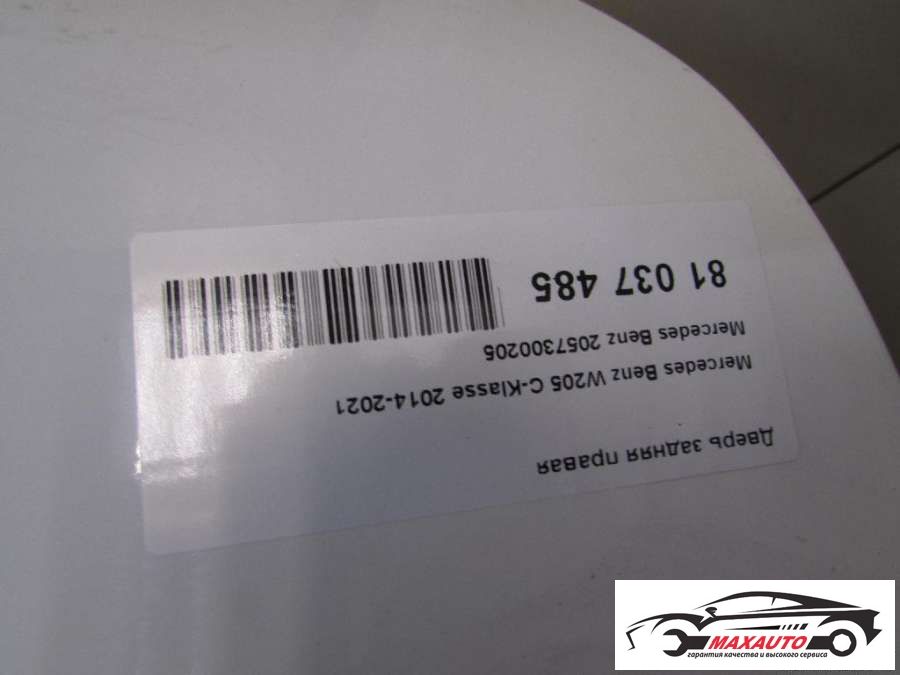 Дверь задняя правая
Mercedes Benz W205 C-Klasse 2014-2021
Mercedes Benz 2057300205
81 037 485
MAXAUTO
гарантия качества и высокого сервиса